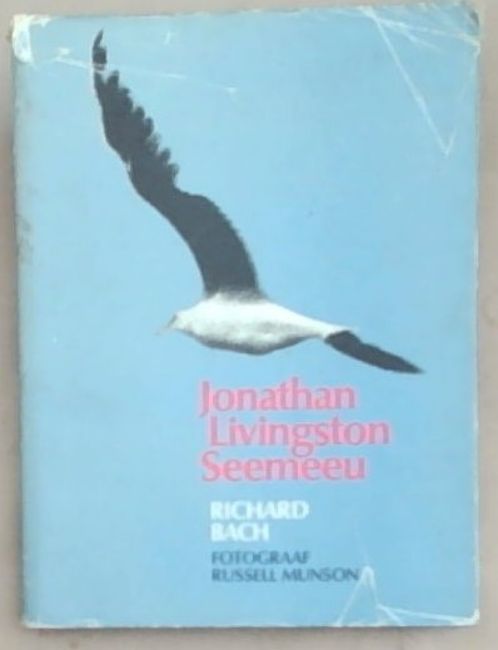 Jonathan
Livingston
Seemeeu
RICHARD
BACH
FOTOGRAAF
RUSSELL MUNSON